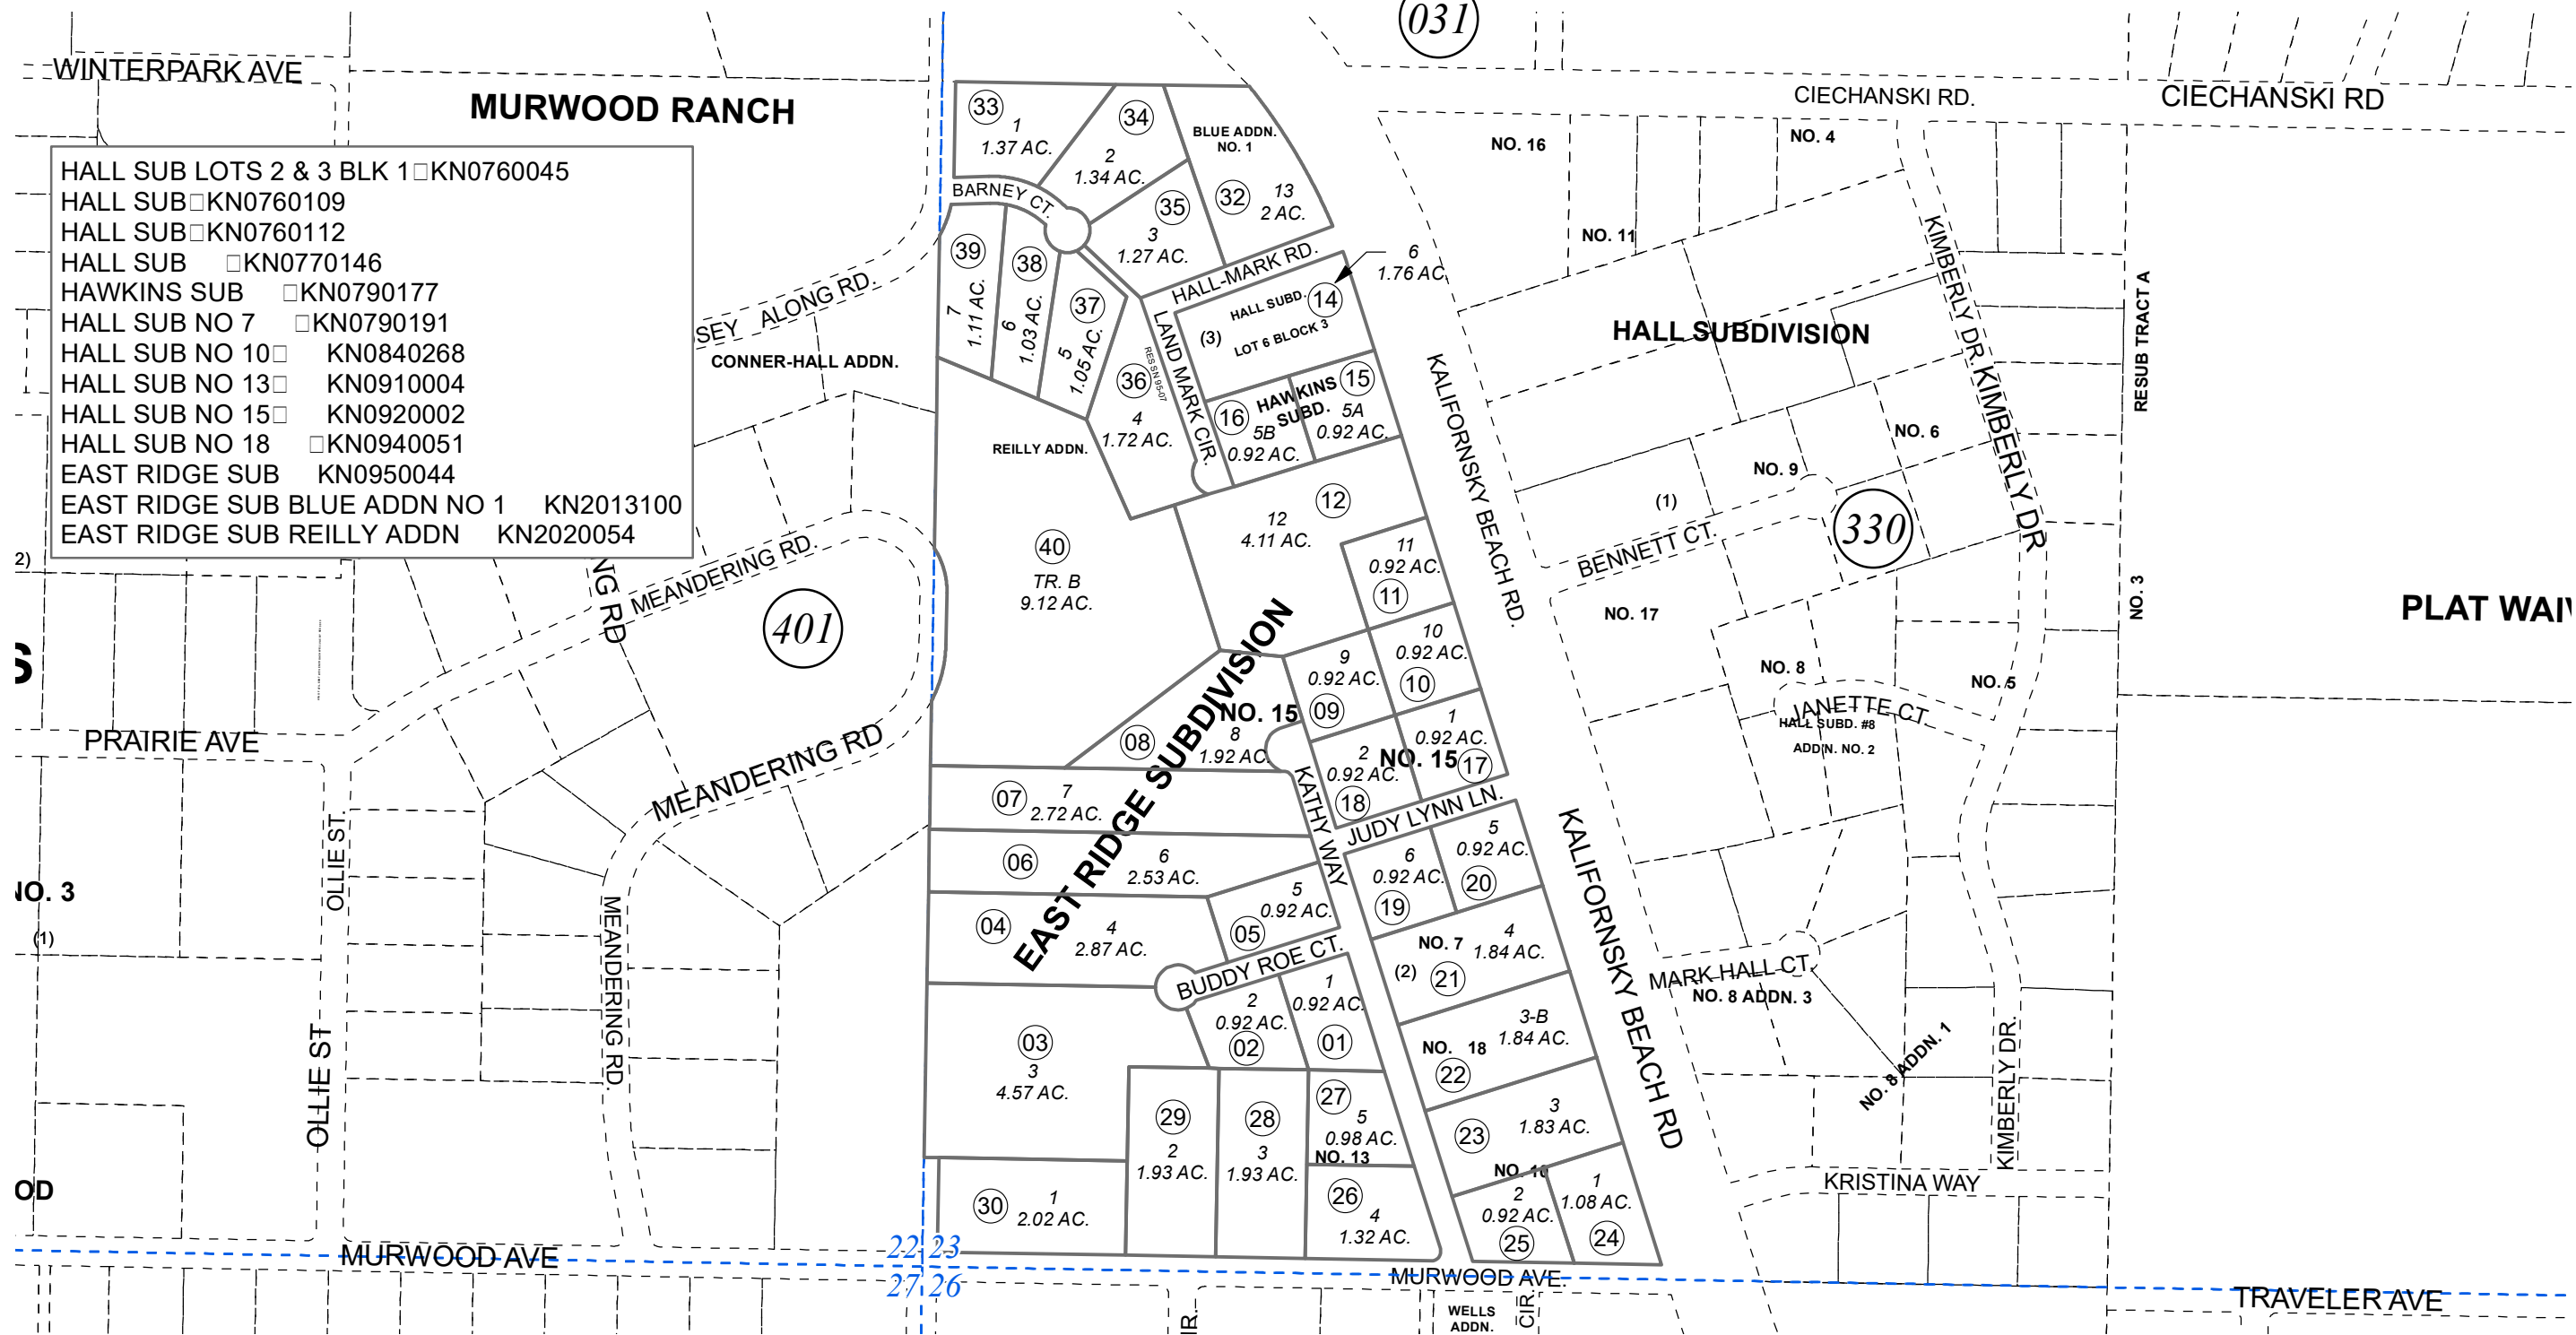 031
WINTERPARK AVE
MURWOOD RANCH
CIECHANSKI RD.
CIECHANSKI RD
HALL SUB LOTS 2 & 3 BLK 1□KN0760045
HALL SUB□KN0760109
HALL SUB□KN0760112
HALL SUB □KN0770146
HAWKINS SUB □KN0790177
HALL SUB NO 7 □KN0790191
HALL SUB NO 10□ KN0840268
HALL SUB NO 13□ KN0910004
HALL SUB NO 15□ KN0920002
HALL SUB NO 18 □KN0940051
EAST RIDGE SUB KN0950044
EAST RIDGE SUB BLUE ADDN NO 1 KN2013100
EAST RIDGE SUB REILLY ADDN KN2020054
33
1
1.37 AC.
34
2
1.34 AC.
BLUE ADDN.
NO. 1
32
13
2 AC.
35
3
1.27 AC.
BARNEY CT.
39
7
1.11 AC.
38
6
1.03 AC.
37
5
1.05 AC.
36
4
1.72 AC.
RES SN 95-07
HALL-MARK RD.
LAND MARK CIR.
6
1.76 AC
HALL SUBD.
14
(3)
LOT 6 BLOCK 3
HAWKINS
SUBD.
15
5A
0.92 AC.
16
5B
0.92 AC.
SEY ALONG RD.
CONNER-HALL ADDN.
REILLY ADDN.
40
TR. B
9.12 AC.
12
12
4.11 AC.
11
0.92 AC.
11
10
0.92 AC.
10
9
0.92 AC.
09
EAST RIDGE SUBDIVISION
NO. 15
08
8
1.92 AC.
1
0.92 AC.
17
NO. 15
2
0.92 AC.
18
07
7
2.72 AC.
KATHY WAY
JUDY LYNN LN.
06
6
2.53 AC.
5
0.92 AC.
05
04
4
2.87 AC.
BUDDY ROE CT.
6
0.92 AC.
19
5
0.92 AC.
20
NO. 7
4
1.84 AC.
(2)
21
1
0.92 AC.
01
2
0.92 AC.
02
03
3
4.57 AC.
3-B
1.84 AC.
NO. 18
22
29
2
1.93 AC.
28
3
1.93 AC.
27
5
0.98 AC.
NO. 13
26
4
1.32 AC.
30
1
2.02 AC.
23
3
1.83 AC.
NO. 10
2
0.92 AC.
25
1
1.08 AC.
24
KALIFORNSKY BEACH RD.
KALIFORNSKY BEACH RD
NO. 16
NO. 4
NO. 11
HALL SUBDIVISION
KIMBERLY DR.
KIMBERLY DR
RESUB TRACT A
NO. 6
NO. 9
(1)
330
BENNETT CT.
NO. 17
NO. 8
NO. 5
NO. 3
PLAT WAI
JANETTE CT.
HALL SUBD. #8
ADD'N. NO. 2
MARK HALL CT.
NO. 8 ADDN. 3
NO. 8 ADDN. 1
KIMBERLY DR.
KRISTINA WAY
2)
NG RD
MEANDERING RD.
401
S
PRAIRIE AVE
MEANDERING RD
OLLIE ST.
NO. 3
(1)
MEANDERING RD.
OLLIE ST
OD
MURWOOD AVE
22 23
27 26
MURWOOD AVE.
TRAVELER AVE
IR.
WELLS
ADDN.
CIR.